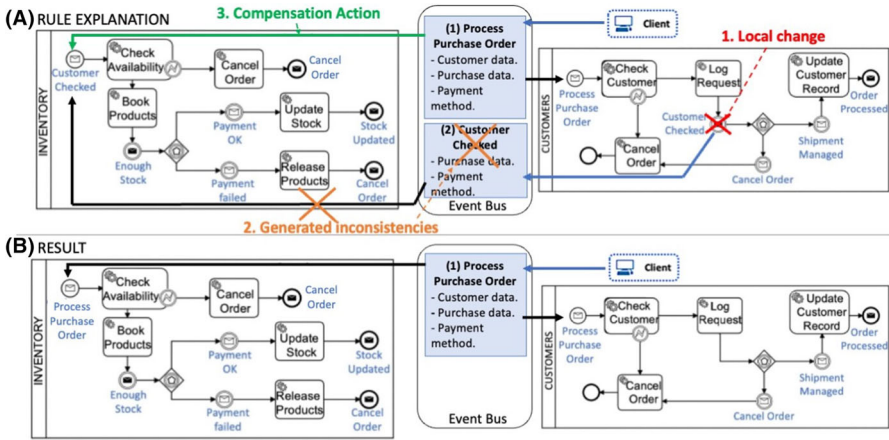 (A) RULE EXPLANATION
3. Compensation Action
Client
1. Local change
INVENTORY
Customer
Checked
Check
Availability
Cancel
Order
Cancel
Order
Book
Products
Enough
Stock
Payment
OK
Update
Stock
Stock
Updated
Payment
failed
Release
Products
Cancel
Order
2. Generated inconsistencies
(1) Process
Purchase Order
- Customer data.
- Purchase data.
- Payment
method.
(2) Customer
Checked
- Purchase data.
- Payment
method.
Event Bus
CUSTOMERS
Process
Purchase
Order
Check
Customer
Log
Request
Customer
Checked
Update
Customer
Record
Order
Processed
Shipment
Managed
Cancel
Order
Cancel Order
(B) RESULT
Client
INVENTORY
Process
Purchase
Order
Check
Availability
Cancel
Order
Cancel
Order
Book
Products
Enough
Stock
Payment
OK
Update
Stock
Stock
Updated
Payment
failed
Release
Products
Cancel
Order
(1) Process
Purchase Order
- Customer data.
- Purchase data.
- Payment
method.
Event Bus
CUSTOMERS
Process
Purchase
Order
Check
Customer
Log
Request
Update
Customer
Record
Order
Processed
Shipment
Managed
Cancel
Order
Cancel Order